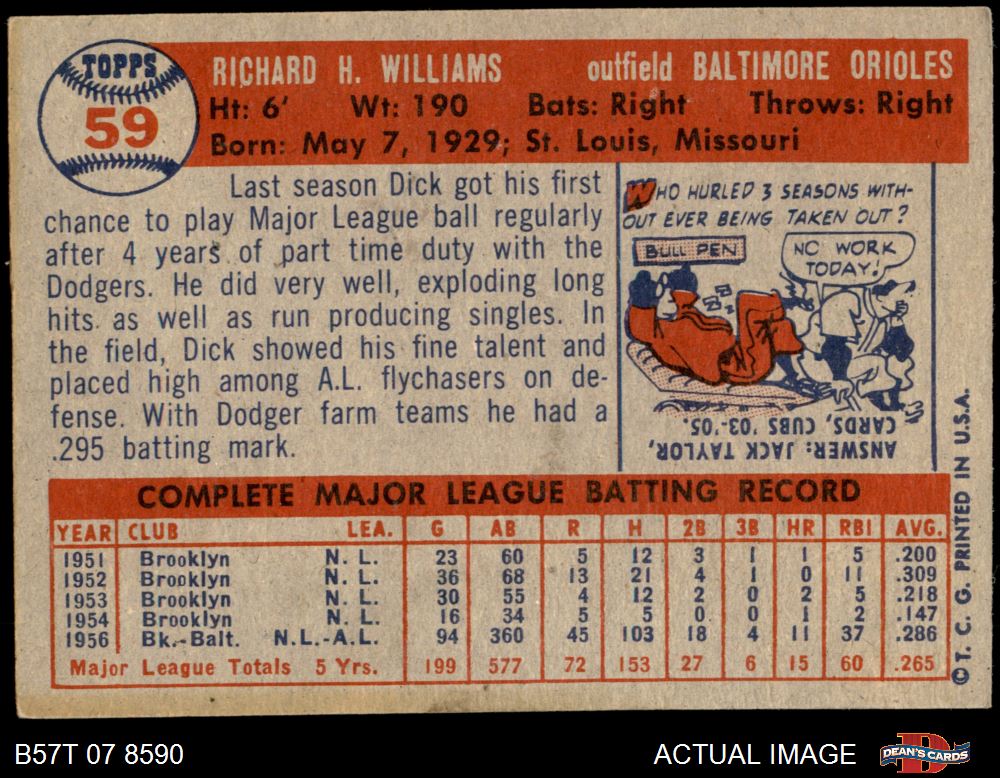 TOPPS
59
RICHARD H. WILLIAMS outfield BALTIMORE ORIOLES
Ht: 6' Wt: 190 Bats: Right Throws: Right
Born: May 7, 1929; St. Louis, Missouri
Last season Dick got his first
chance to play Major League ball regularly
after 4 years of part time duty with the
Dodgers. He did very well, exploding long
hits as well as run producing singles. In
the field, Dick showed his fine talent and
placed high among A.L. flychasers on de-
fense. With Dodger farm teams he had a
.295 batting mark.
WHO HURLED 3 SEASONS WITH-
OUT EVER BEING TAKEN OUT?
BULL PEN
NO WORK
TODAY!
ANSWER: JACK TAYLOR,
CARDS, CUBS '03-'05.
COMPLETE MAJOR LEAGUE BATTING RECORD
YEAR CLUB LEA. G AB R H 2B 3B HR RBI AVG.
1951 Brooklyn N. L. 23 60 5 12 3 1 1 5 .200
1952 Brooklyn N. L. 36 68 13 21 4 1 0 11 .309
1953 Brooklyn N. L. 30 55 4 12 2 0 2 5 .218
1954 Brooklyn N. L. 16 34 5 5 0 0 1 2 .147
1956 Bk.-Balt. N.L.-A.L. 94 360 45 103 18 4 11 37 .286
Major League Totals 5 Yrs. 199 577 72 153 27 6 15 60 .265
© T. C. G. PRINTED IN U.S.A.
B57T 07 8590 ACTUAL IMAGE
DEAN'S CARDS